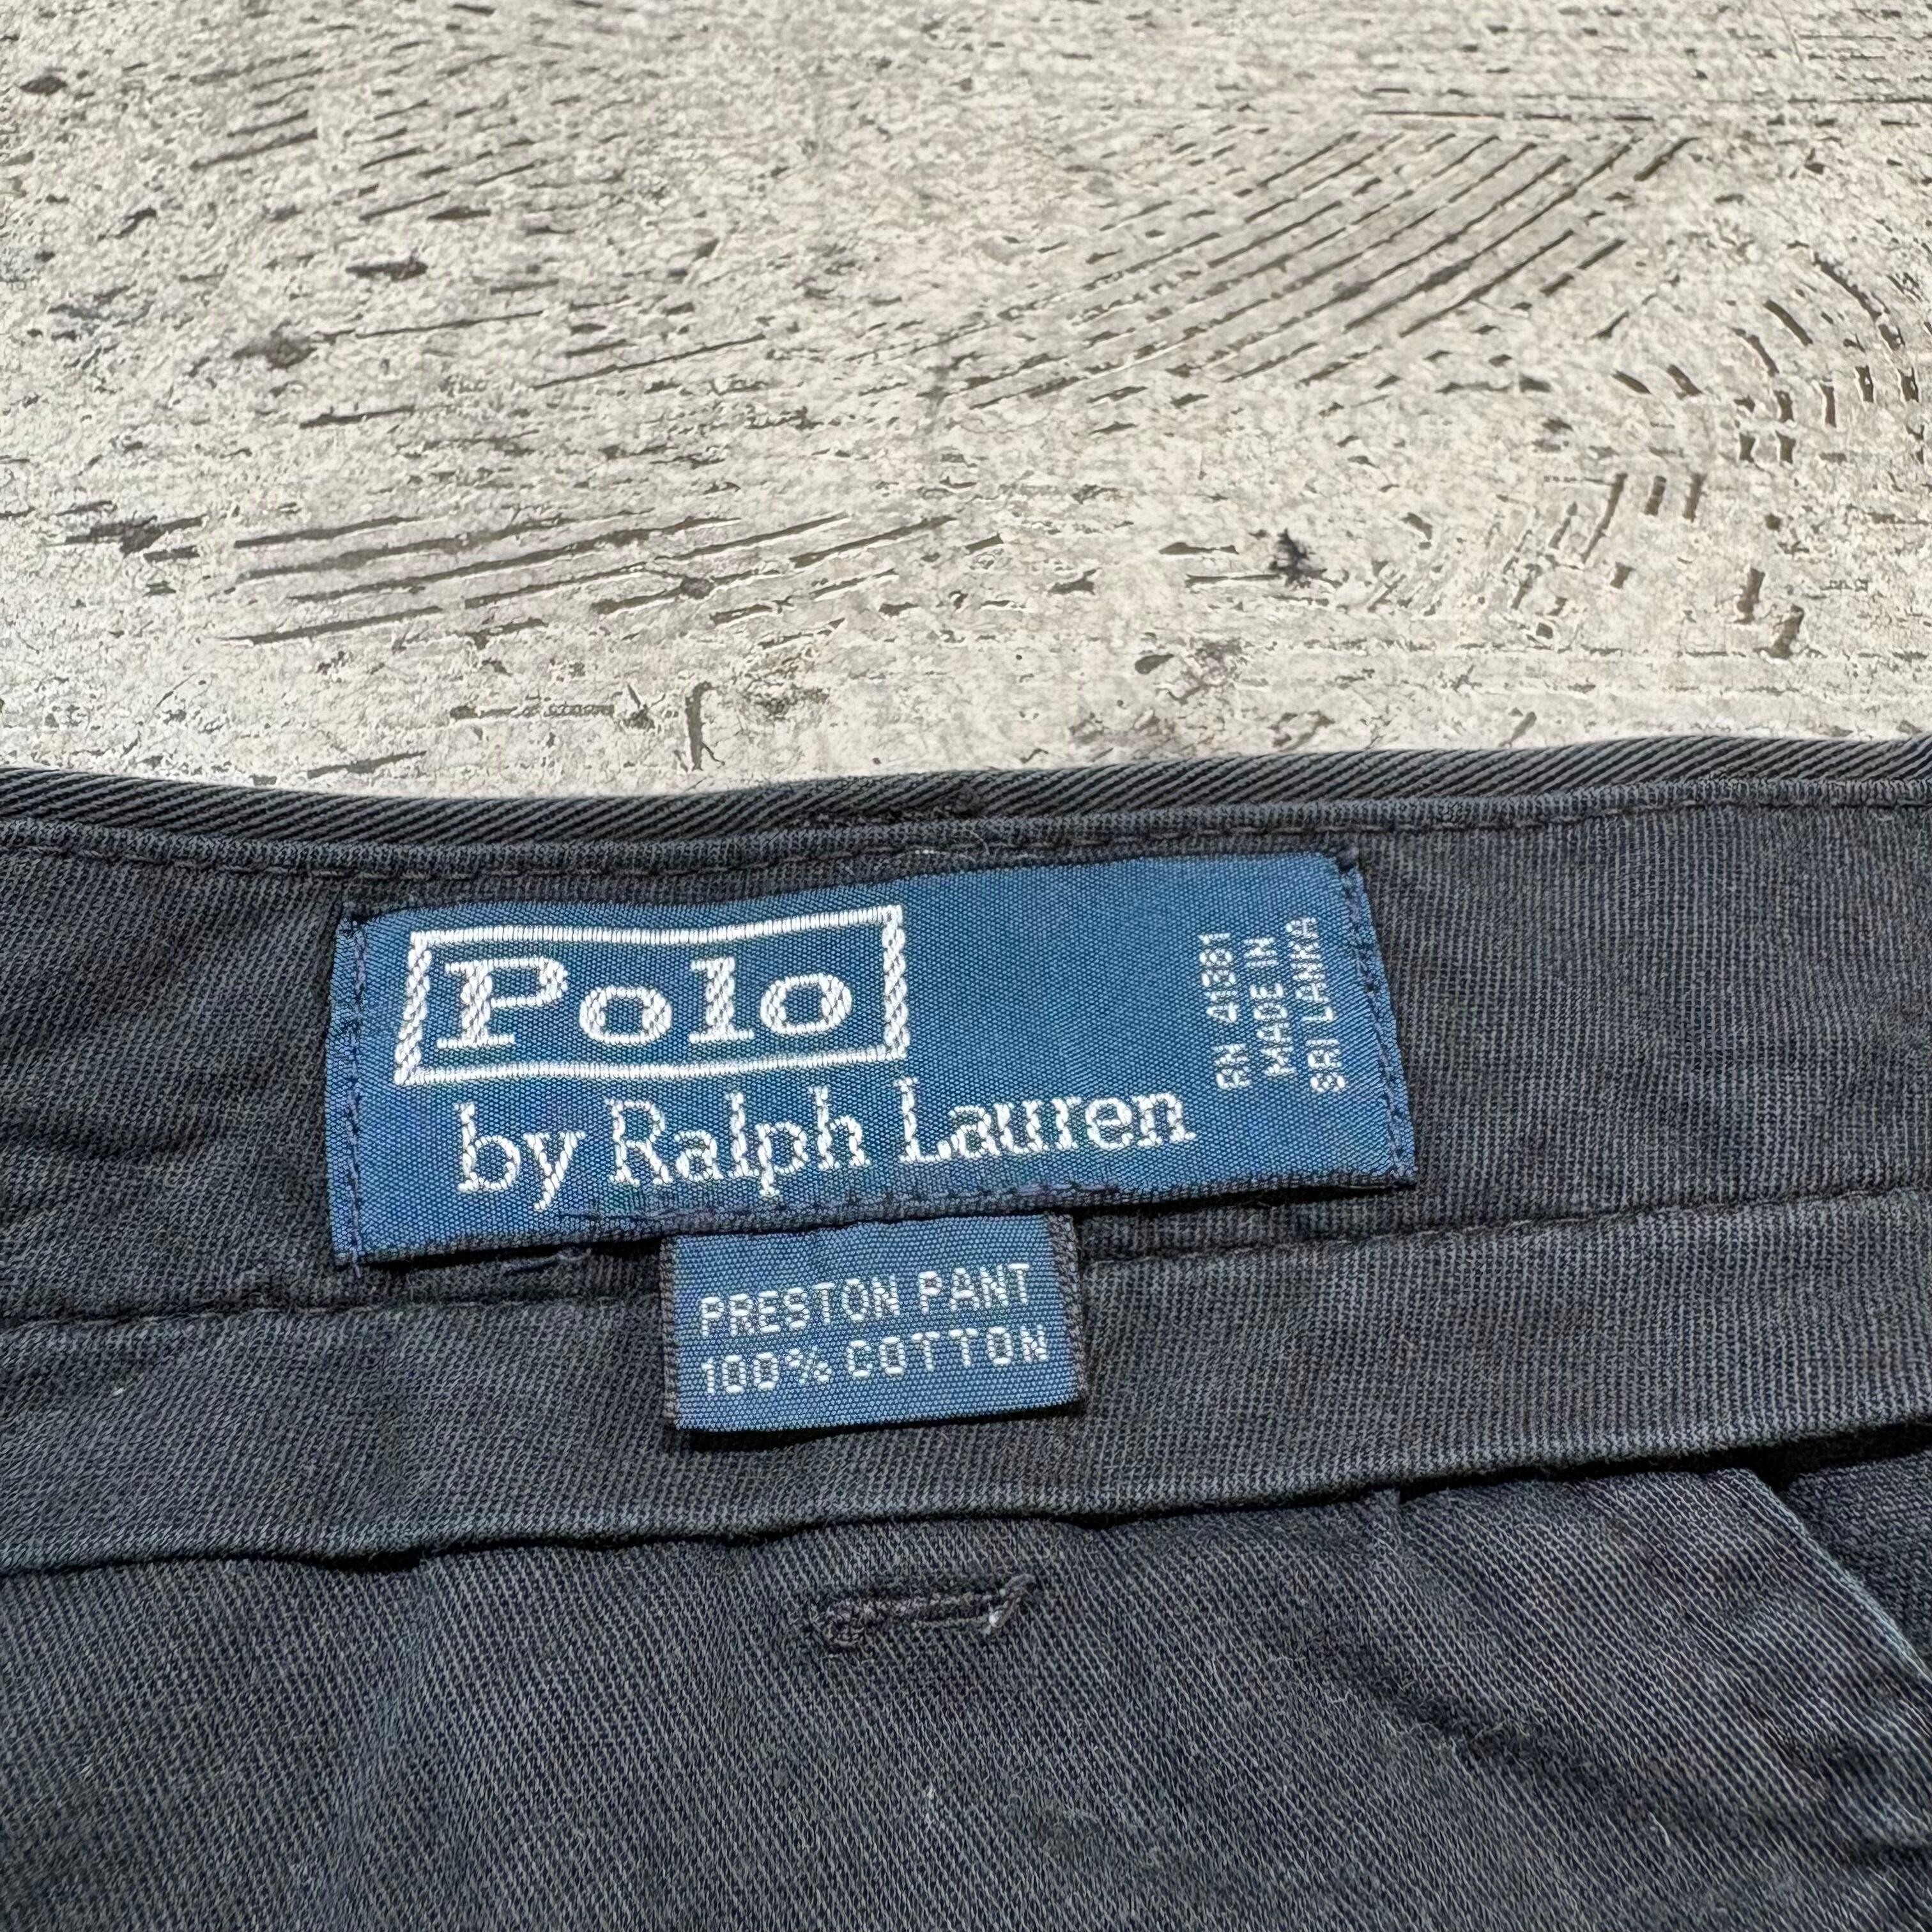 Polo
by Ralph Lauren
RN 41381
MADE IN
SRI LANKA
PRESTON PANT
100% COTTON